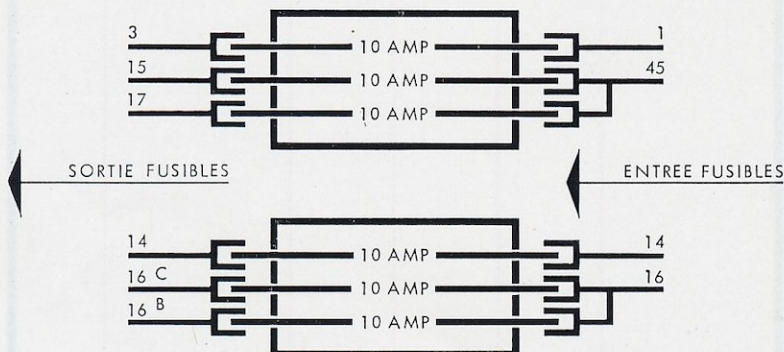 3 10 AMP 1
15 10 AMP 45
17 10 AMP
SORTIE FUSIBLES ENTREE FUSIBLES
14 10 AMP 14
16 C 10 AMP 16
16 B 10 AMP